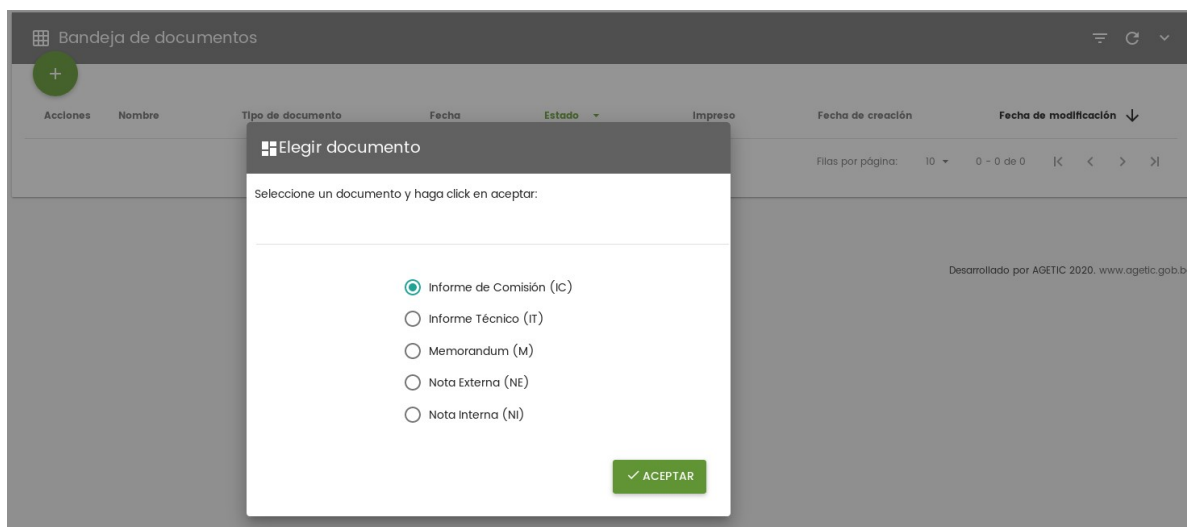 Bandeja de documentos
Acciones Nombre Tipo de documento Fecha Estado Impreso Fecha de creación Fecha de modificación
Elegir documento
Filas por página: 10 0 - 0 de 0
Seleccione un documento y haga click en aceptar:
Desarrollado por AGETIC 2020. www.agetic.gob.b
Informe de Comisión (IC)
Informe Técnico (IT)
Memorandum (M)
Nota Externa (NE)
Nota Interna (NI)
ACEPTAR